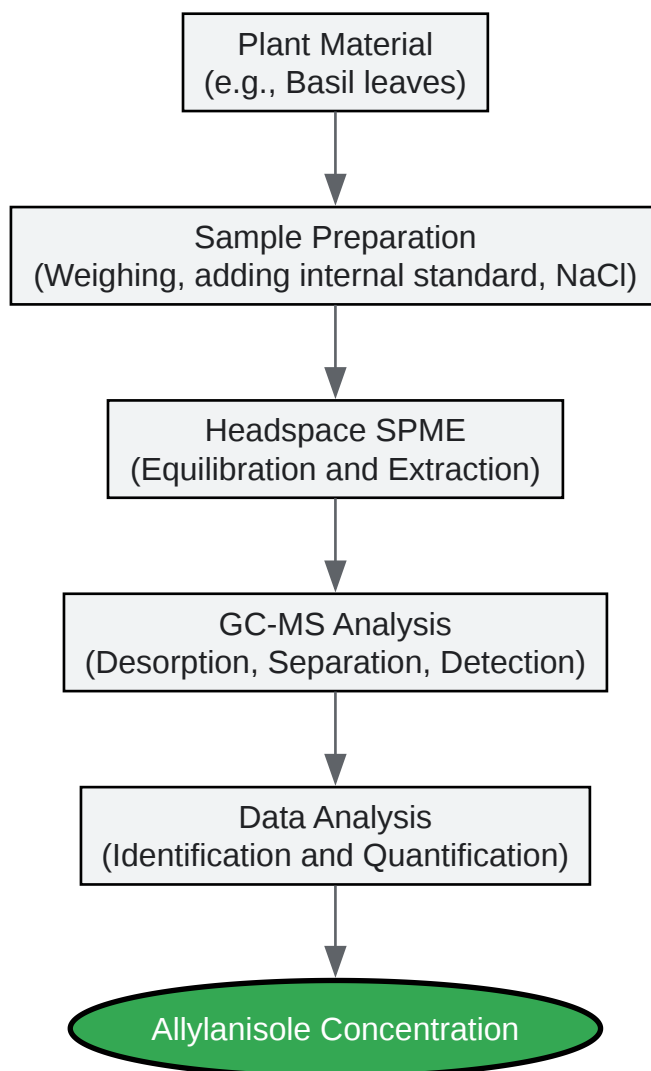 Plant Material
(e.g., Basil leaves)
Sample Preparation
(Weighing, adding internal standard, NaCl)
Headspace SPME
(Equilibration and Extraction)
GC-MS Analysis
(Desorption, Separation, Detection)
Data Analysis
(Identification and Quantification)
Allylanisole Concentration